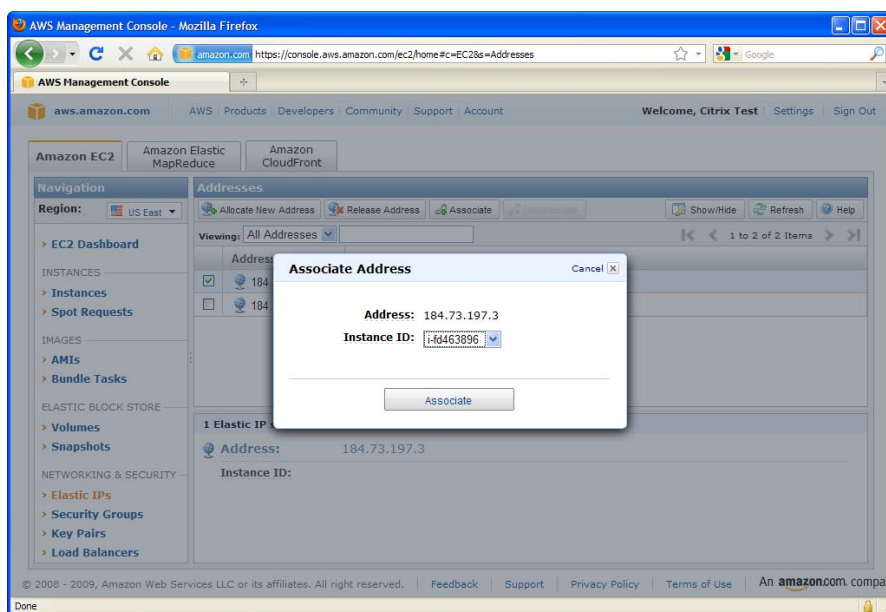 AWS Management Console - Mozilla Firefox
amazon.com https://console.aws.amazon.com/ec2/home#c=EC2&s=Addresses
Google
AWS Management Console
aws.amazon.com AWS Products Developers Community Support Account Welcome, Citrix Test Settings Sign Out
Amazon EC2
Amazon Elastic MapReduce
Amazon CloudFront
Navigation
Region: US East
> EC2 Dashboard
INSTANCES
> Instances
> Spot Requests
IMAGES
> AMIs
> Bundle Tasks
ELASTIC BLOCK STORE
> Volumes
> Snapshots
NETWORKING & SECURITY
> Elastic IPs
> Security Groups
> Key Pairs
> Load Balancers
Addresses
Allocate New Address Release Address Associate Show/Hide Refresh Help
Viewing: All Addresses 1 to 2 of 2 Items
Address
184
184
Associate Address Cancel X
Address: 184.73.197.3
Instance ID: i-fd463896
Associate
1 Elastic IP
Address: 184.73.197.3
Instance ID:
© 2008 - 2009, Amazon Web Services LLC or its affiliates. All right reserved. Feedback Support Privacy Policy Terms of Use An amazon.com. compa
Done